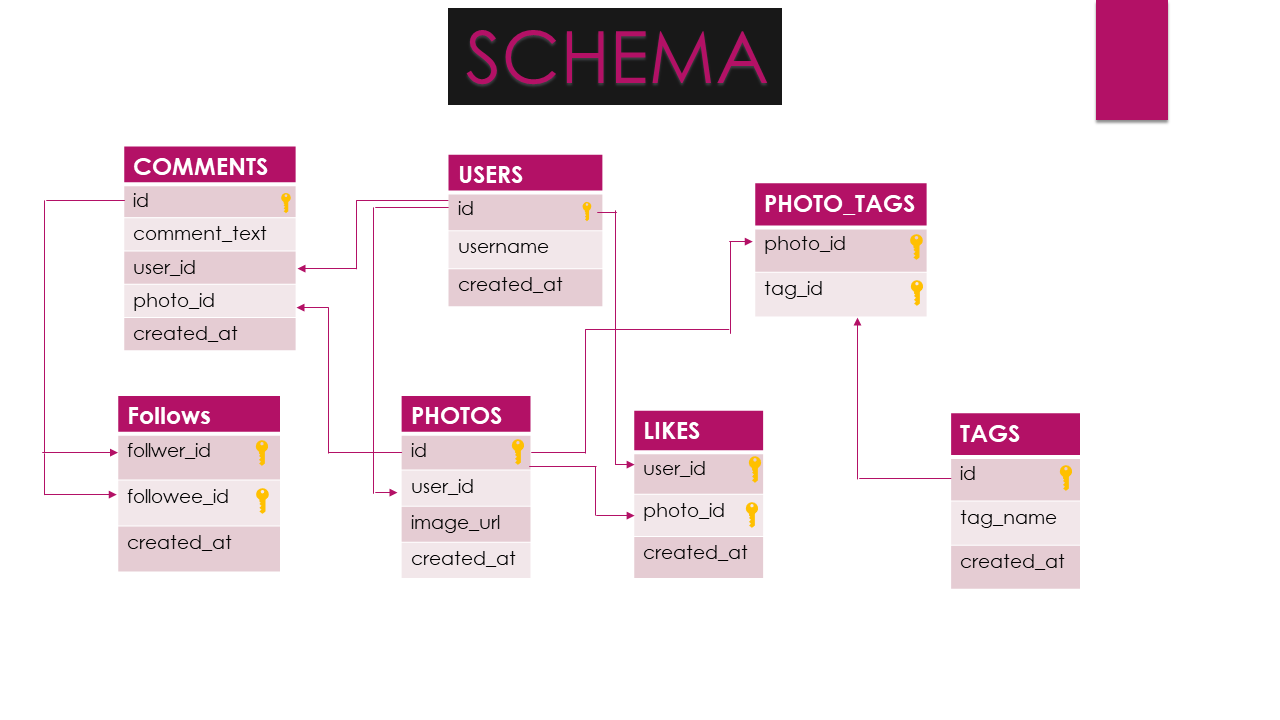 SCHEMA
COMMENTS
id
comment_text
user_id
photo_id
created_at
USERS
id
username
created_at
PHOTO_TAGS
photo_id
tag_id
Follows
follwer_id
followee_id
created_at
PHOTOS
id
user_id
image_url
created_at
LIKES
user_id
photo_id
created_at
TAGS
id
tag_name
created_at